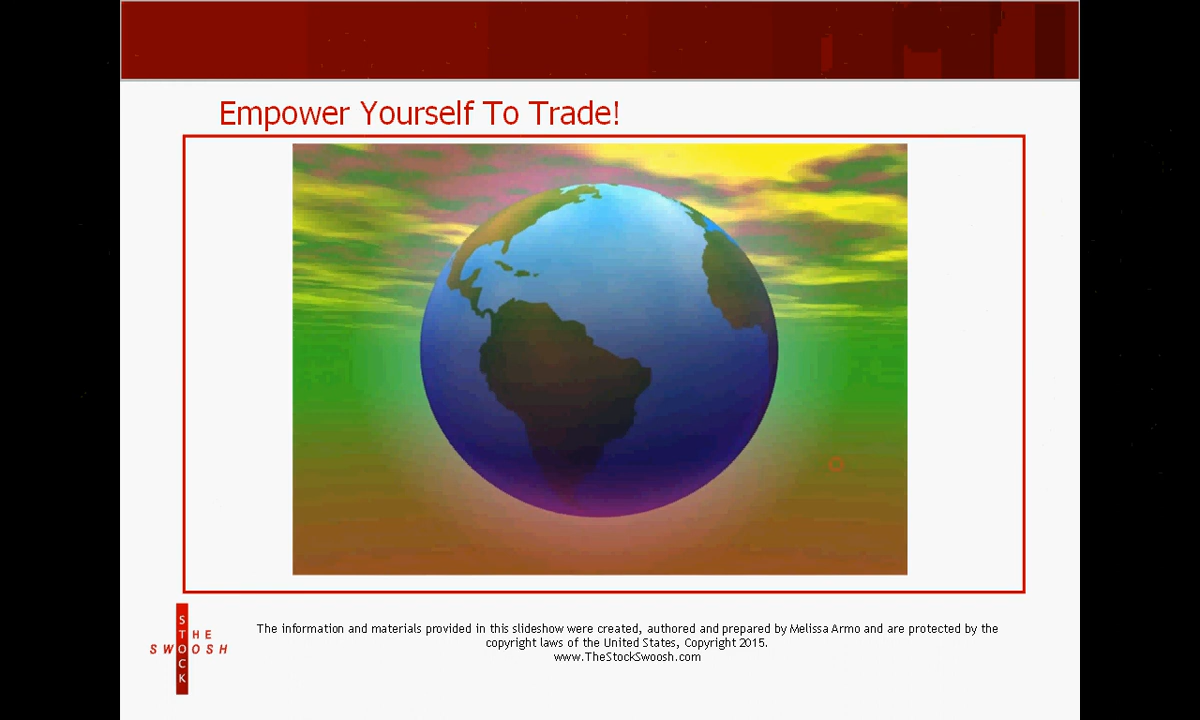 Empower Yourself To Trade!
THE
STOCK
SWOOSH
The information and materials provided in this slideshow were created, authored and prepared by Melissa Armo and are protected by the
copyright laws of the United States, Copyright 2015.
www.TheStockSwoosh.com